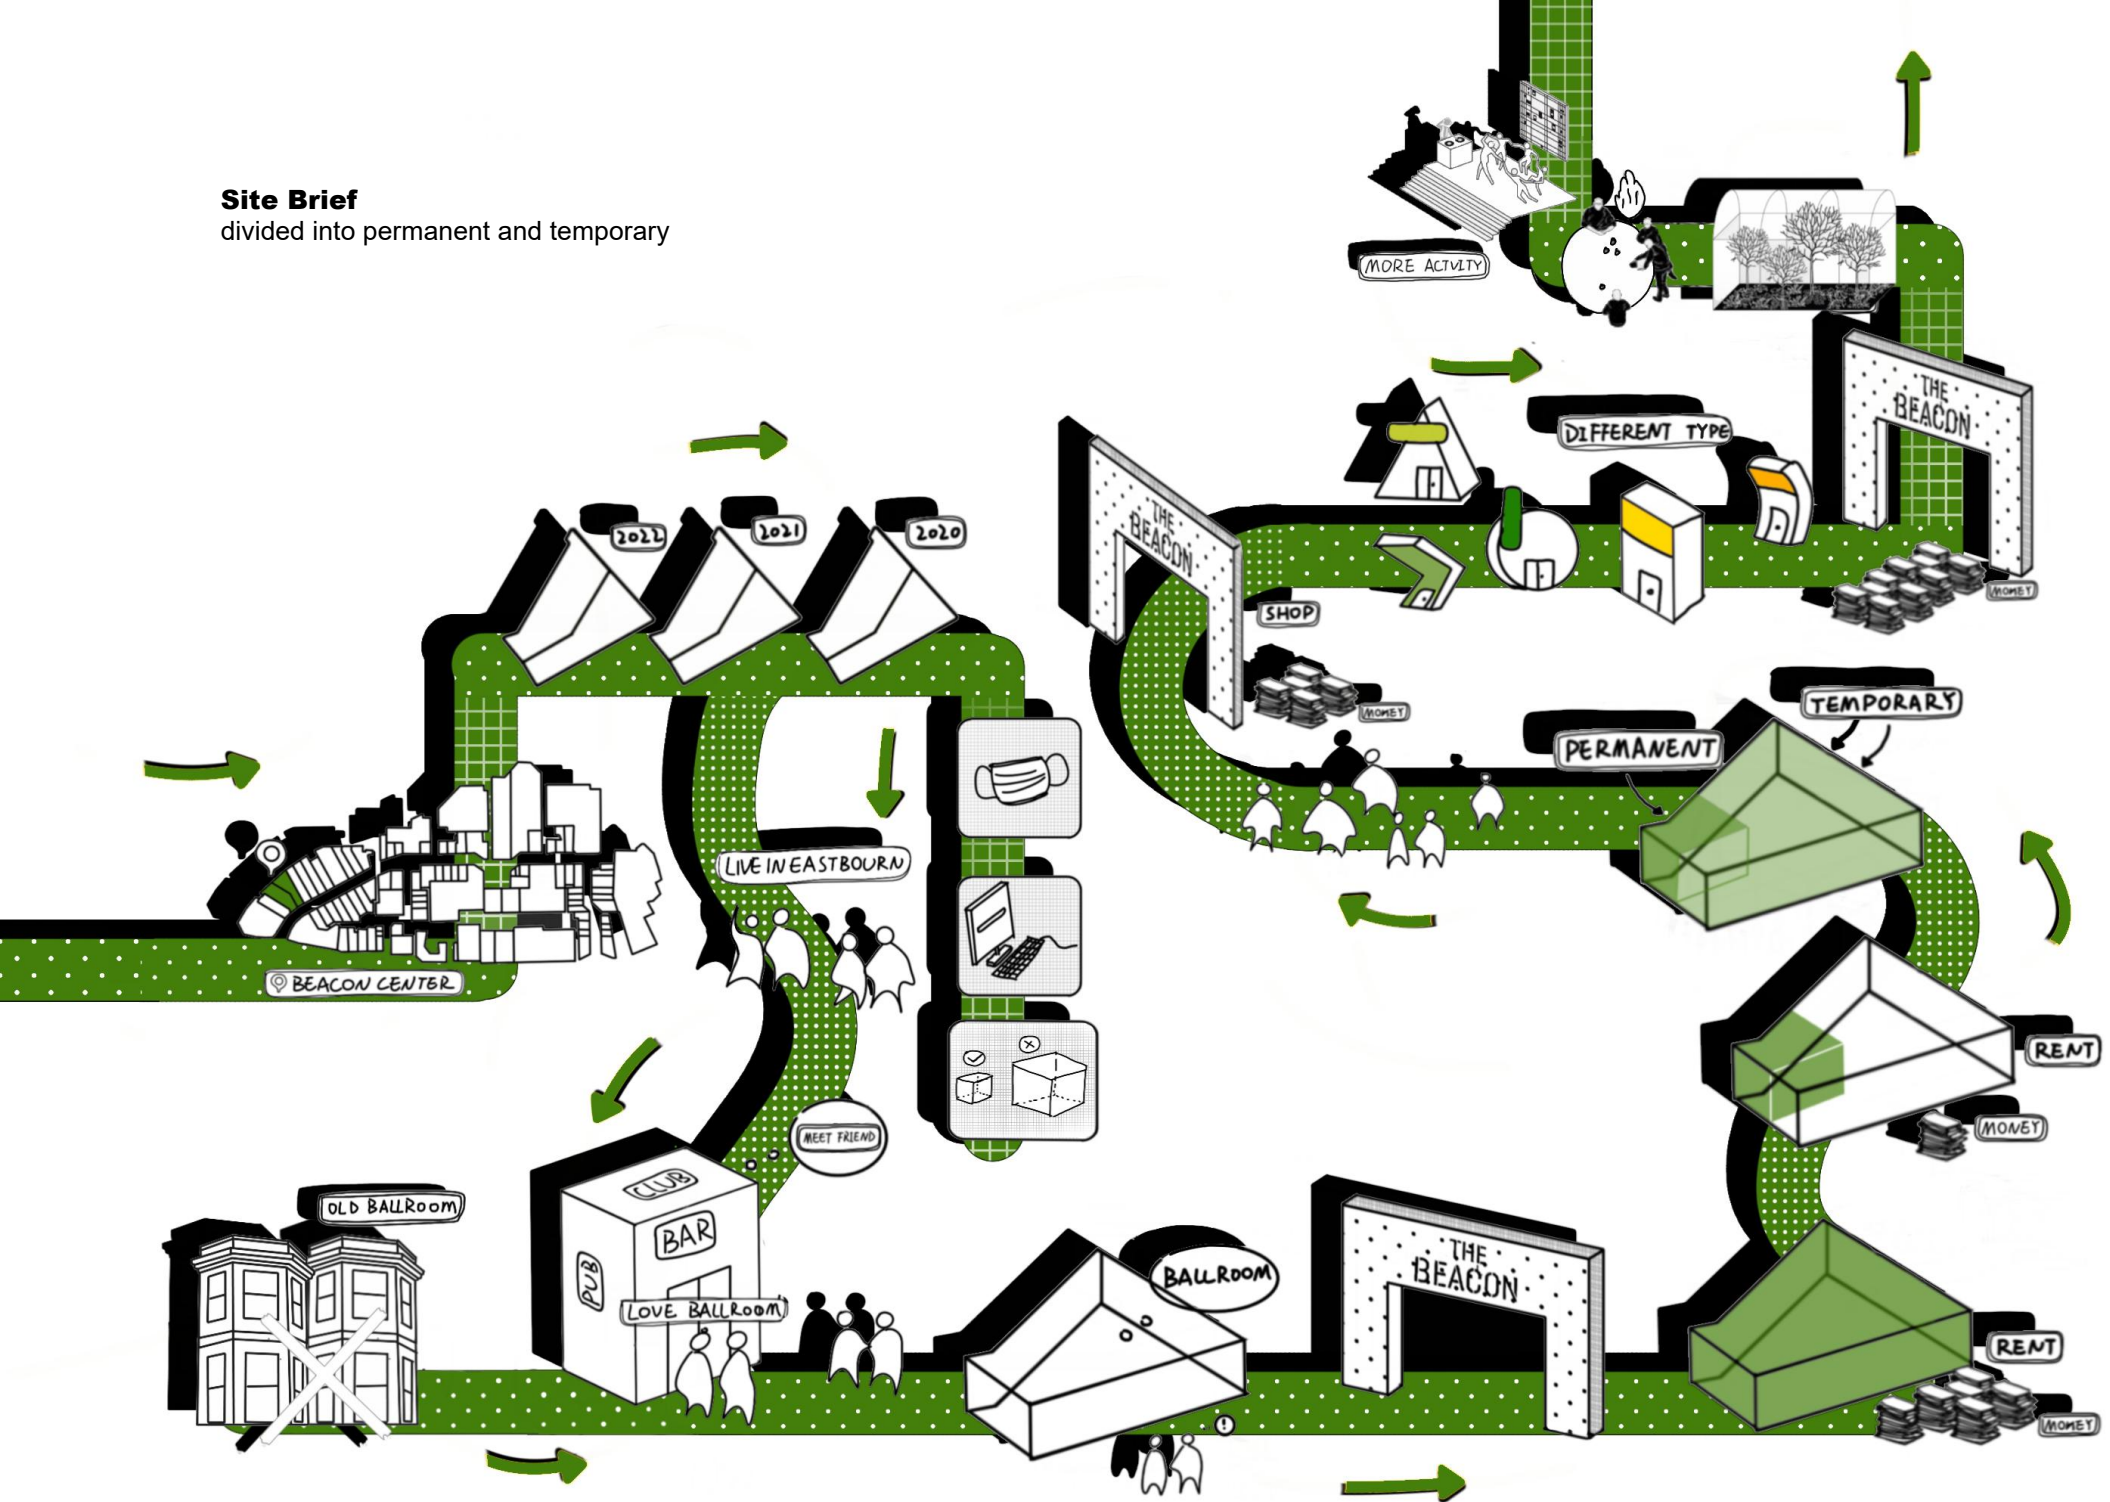 Site Brief
divided into permanent and temporary
MORE ACTVITY
DIFFERENT TYPE
THE
BEACON
MONEY
THE
BEACON
SHOP
MONEY
2022
2021
2020
TEMPORARY
PERMANENT
LIVE IN EASTBOURN
BEACON CENTER
RENT
MONEY
MEET FRIEND
OLD BALLROOM
CLUB
BAR
PUB
LOVE BALLROOM
BALLROOM
THE
BEACON
RENT
MONEY